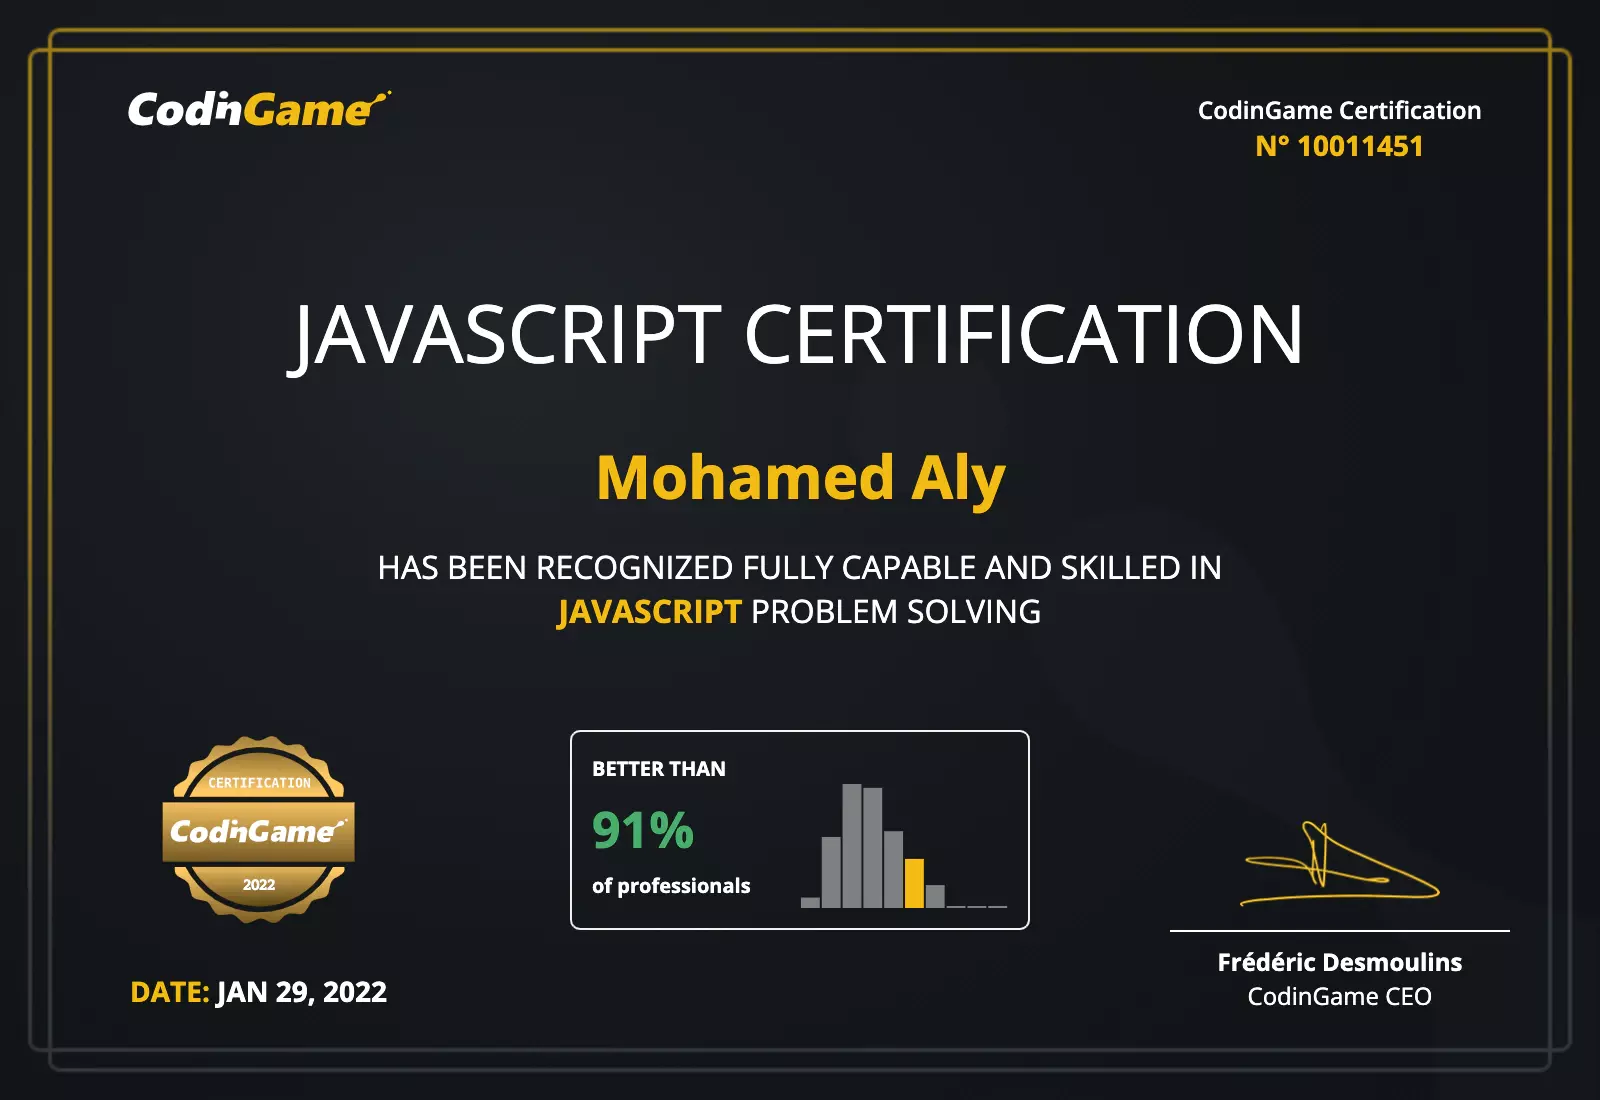 CodinGame
CodinGame Certification
N° 10011451
JAVASCRIPT CERTIFICATION
Mohamed Aly
HAS BEEN RECOGNIZED FULLY CAPABLE AND SKILLED IN
JAVASCRIPT PROBLEM SOLVING
CERTIFICATION
CodinGame
2022
BETTER THAN
91%
of professionals
DATE: JAN 29, 2022
Frédéric Desmoulins
CodinGame CEO